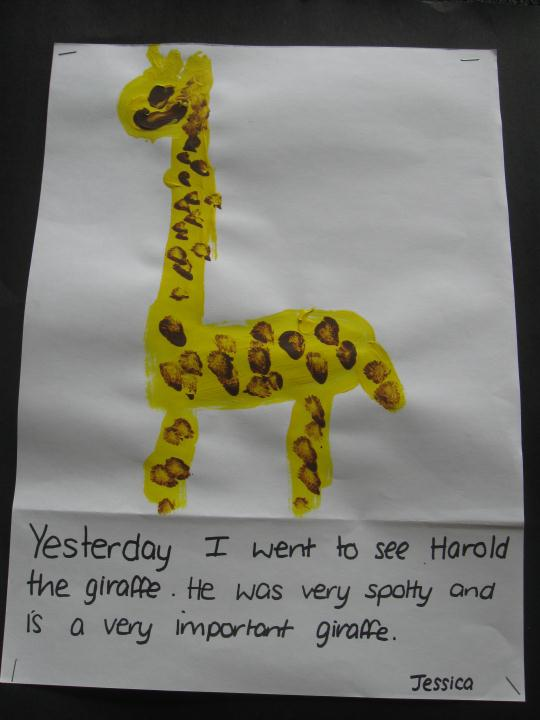 Yesterday I went to see Harold
the giraffe. He was very spotty and
is a very important giraffe.
Jessica